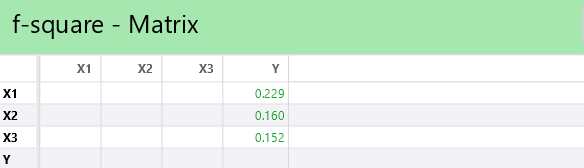 f-square - Matrix
X1 X2 X3 Y
X1 0.229
X2 0.160
X3 0.152
Y